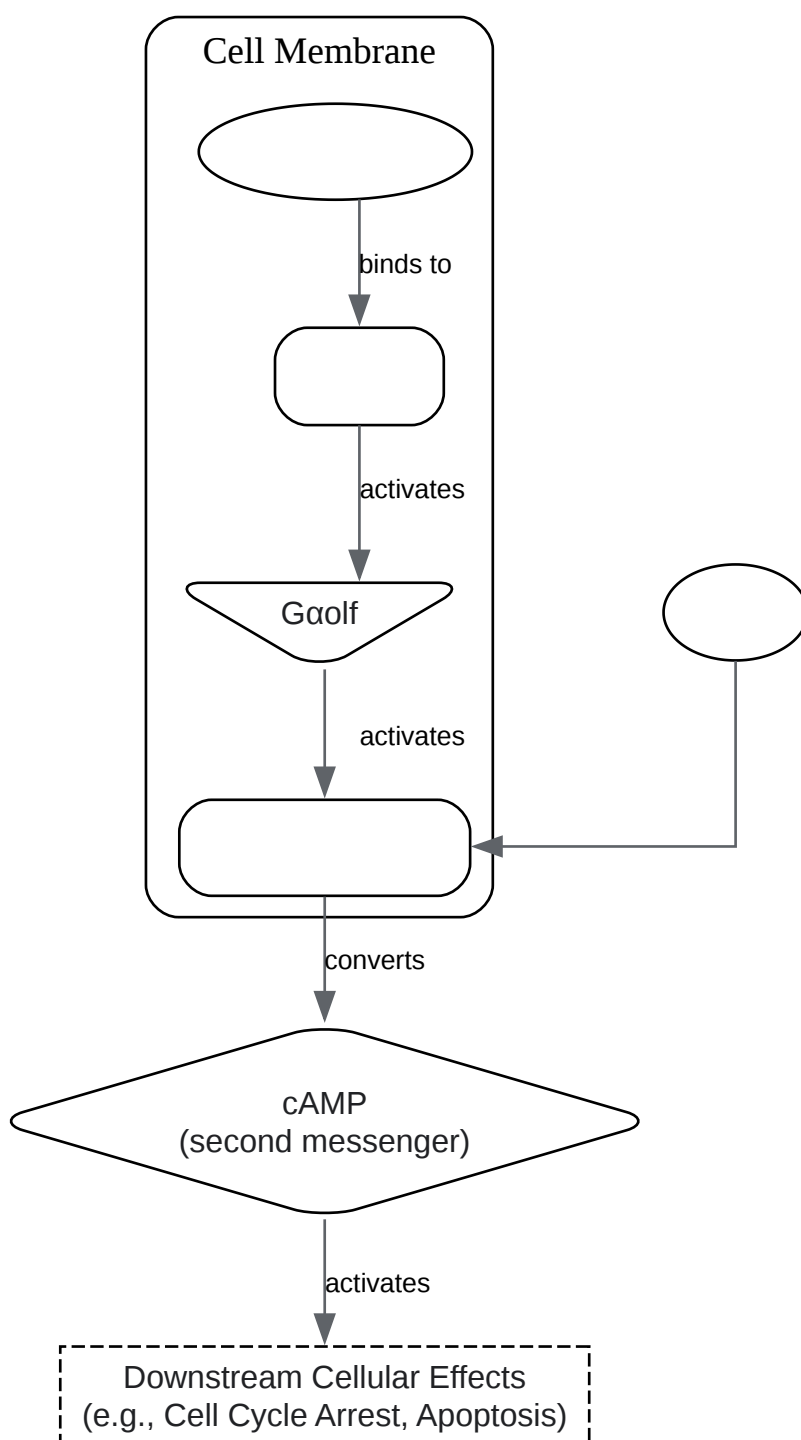 Cell Membrane
binds to
activates
Gαolf
activates
converts
cAMP
(second messenger)
activates
Downstream Cellular Effects
(e.g., Cell Cycle Arrest, Apoptosis)